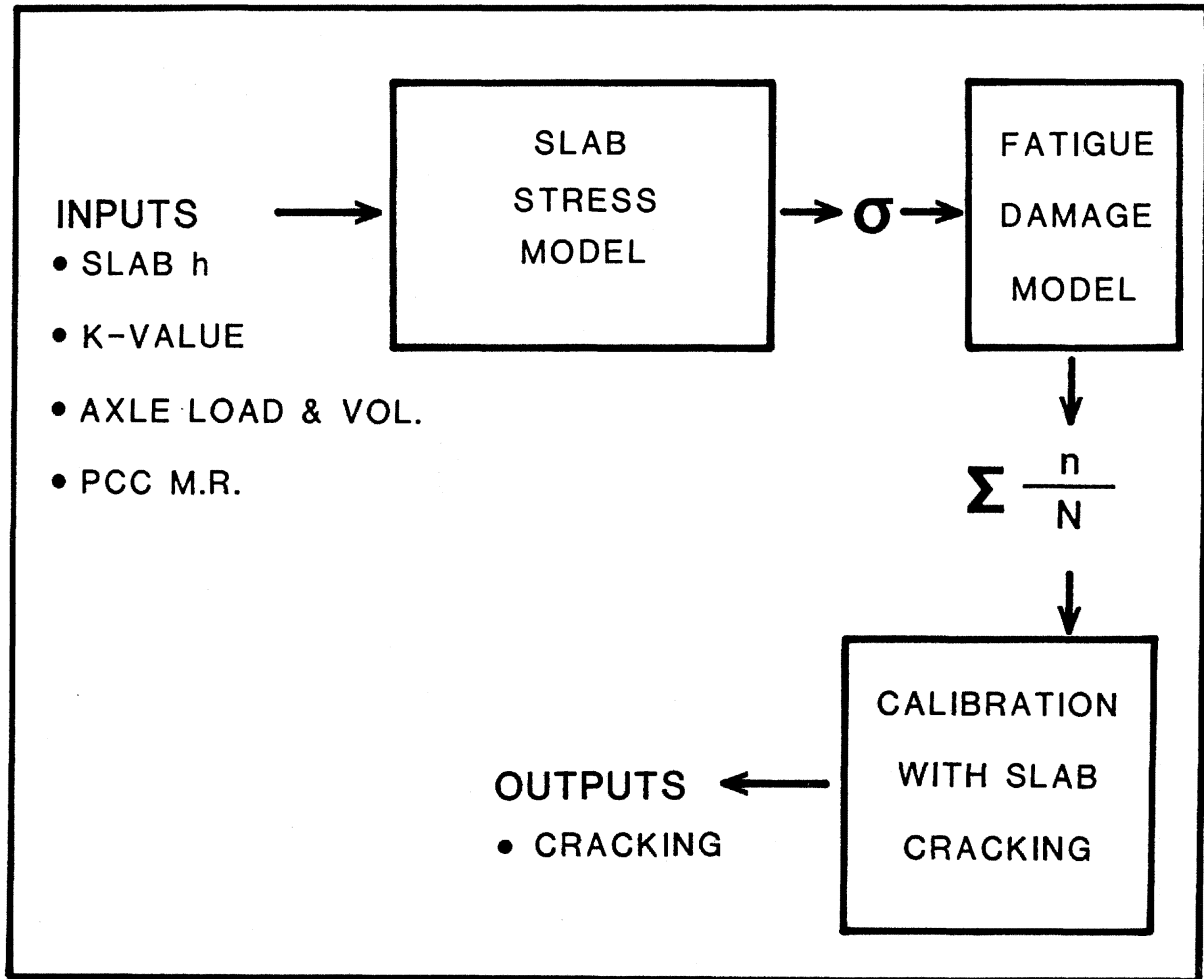 INPUTS
• SLAB h
• K-VALUE
• AXLE LOAD & VOL.
• PCC M.R.
SLAB
STRESS
MODEL
σ
FATIGUE
DAMAGE
MODEL
Σ n/N
CALIBRATION
WITH SLAB
CRACKING
OUTPUTS
• CRACKING